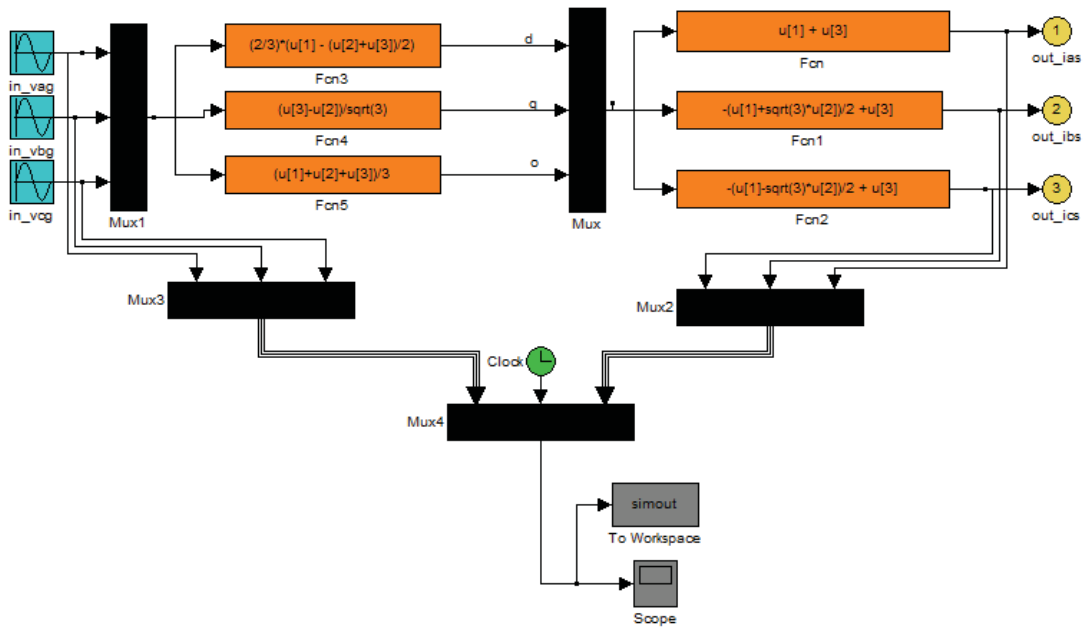 in_vag
in_vbg
in_vcg
Mux1
(2/3)*(u[1] - (u[2]+u[3])/2)
Fcn3
(u[3]-u[2])/sqrt(3)
Fcn4
(u[1]+u[2]+u[3])/3
Fcn5
d
q
o
Mux
u[1] + u[3]
Fcn
-(u[1]+sqrt(3)*u[2])/2 +u[3]
Fcn1
-(u[1]-sqrt(3)*u[2])/2 + u[3]
Fcn2
1
out_ias
2
out_ibs
3
out_ics
Mux3
Mux2
Clock
Mux4
simout
To Workspace
Scope